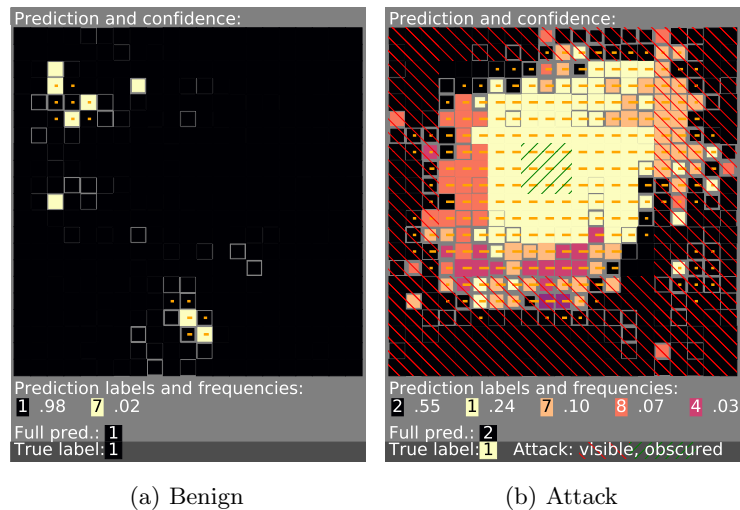 Prediction and confidence:
Prediction labels and frequencies:
1 .98 7 .02
Full pred.: 1
True label: 1
(a) Benign
Prediction and confidence:
Prediction labels and frequencies:
2 .55 1 .24 7 .10 8 .07 4 .03
Full pred.: 2
True label: 1 Attack: visible, obscured
(b) Attack